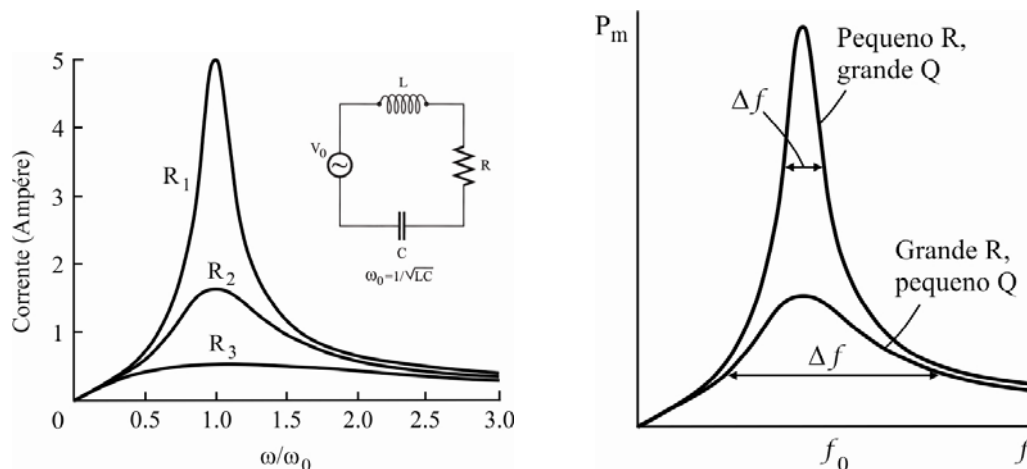 Corrente (Ampére)
5
4
3
2
1
0
0.5
1.0
1.5
2.0
2.5
3.0
ω/ω₀
R₁
R₂
R₃
L
V₀
R
C
ω₀=1/√LC
Pₘ
Pequeno R,
grande Q
Δf
Grande R,
pequeno Q
Δf
f₀
f